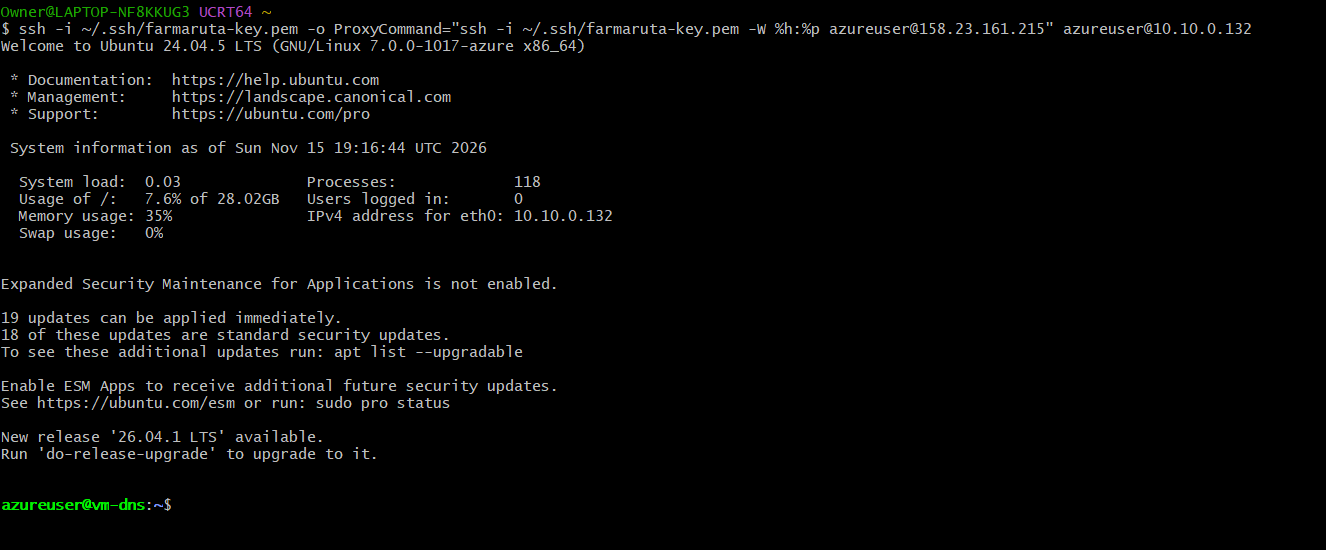 Owner@LAPTOP-NF8KKUG3 UCRT64 ~
$ ssh -i ~/.ssh/farmaruta-key.pem -o ProxyCommand="ssh -i ~/.ssh/farmaruta-key.pem -W %h:%p azureuser@158.23.161.215" azureuser@10.10.0.132
Welcome to Ubuntu 24.04.5 LTS (GNU/Linux 7.0.0-1017-azure x86_64)

 * Documentation:  https://help.ubuntu.com
 * Management:     https://landscape.canonical.com
 * Support:        https://ubuntu.com/pro

 System information as of Sun Nov 15 19:16:44 UTC 2026

  System load:  0.03               Processes:             118
  Usage of /:   7.6% of 28.02GB    Users logged in:       0
  Memory usage: 35%                IPv4 address for eth0: 10.10.0.132
  Swap usage:   0%

Expanded Security Maintenance for Applications is not enabled.

19 updates can be applied immediately.
18 of these updates are standard security updates.
To see these additional updates run: apt list --upgradable

Enable ESM Apps to receive additional future security updates.
See https://ubuntu.com/esm or run: sudo pro status

New release '26.04.1 LTS' available.
Run 'do-release-upgrade' to upgrade to it.

azureuser@vm-dns:~$